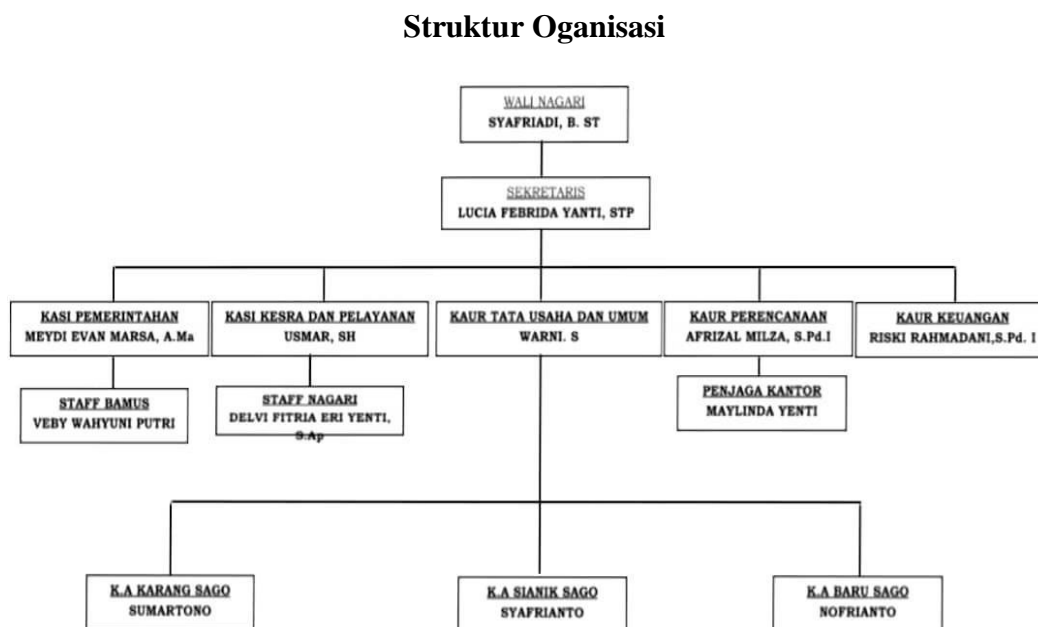 Struktur Oganisasi
WALI NAGARI
SYAFRIADI, B. ST
SEKRETARIS
LUCIA FEBRIDA YANTI, STP
KASI PEMERINTAHAN
MEYDI EVAN MARSA, A.Ma
KASI KESRA DAN PELAYANAN
USMAR, SH
KAUR TATA USAHA DAN UMUM
WARNI. S
KAUR PERENCANAAN
AFRIZAL MILZA, S.Pd.I
KAUR KEUANGAN
RISKI RAHMADANI,S.Pd. I
STAFF BAMUS
VEBY WAHYUNI PUTRI
STAFF NAGARI
DELVI FITRIA ERI YENTI,
S.Ap
PENJAGA KANTOR
MAYLINDA YENTI
K.A KARANG SAGO
SUMARTONO
K.A SIANIK SAGO
SYAFRIANTO
K.A BARU SAGO
NOFRIANTO